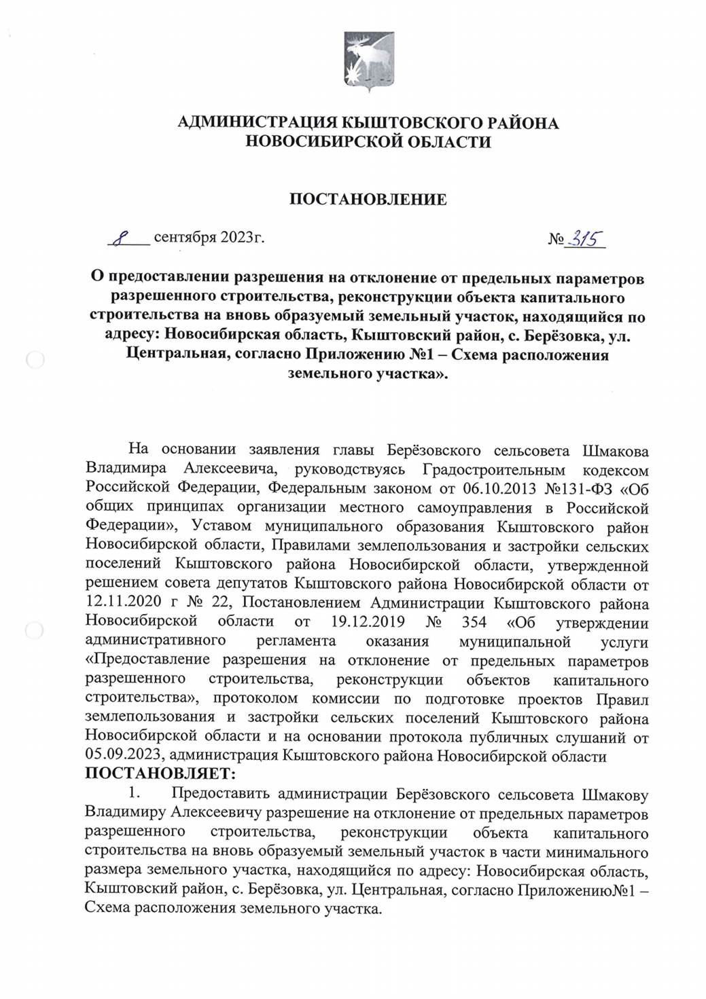 АДМИНИСТРАЦИЯ КЫШТОВСКОГО РАЙОНА
НОВОСИБИРСКОЙ ОБЛАСТИ
ПОСТАНОВЛЕНИЕ
8 сентября 2023г. № 315
О предоставлении разрешения на отклонение от предельных параметров
разрешенного строительства, реконструкции объекта капитального
строительства на вновь образуемый земельный участок, находящийся по
адресу: Новосибирская область, Кыштовский район, с. Берёзовка, ул.
Центральная, согласно Приложению №1 – Схема расположения
земельного участка».
На основании заявления главы Берёзовского сельсовета Шмакова
Владимира Алексеевича, руководствуясь Градостроительным кодексом
Российской Федерации, Федеральным законом от 06.10.2013 №131-ФЗ «Об
общих принципах организации местного самоуправления в Российской
Федерации», Уставом муниципального образования Кыштовского район
Новосибирской области, Правилами землепользования и застройки сельских
поселений Кыштовского района Новосибирской области, утвержденной
решением совета депутатов Кыштовского района Новосибирской области от
12.11.2020 г № 22, Постановлением Администрации Кыштовского района
Новосибирской области от 19.12.2019 № 354 «Об утверждении
административного регламента оказания муниципальной услуги
«Предоставление разрешения на отклонение от предельных параметров
разрешенного строительства, реконструкции объектов капитального
строительства», протоколом комиссии по подготовке проектов Правил
землепользования и застройки сельских поселений Кыштовского района
Новосибирской области и на основании протокола публичных слушаний от
05.09.2023, администрация Кыштовского района Новосибирской области
ПОСТАНОВЛЯЕТ:
1. Предоставить администрации Берёзовского сельсовета Шмакову
Владимиру Алексеевичу разрешение на отклонение от предельных параметров
разрешенного строительства, реконструкции объекта капитального
строительства на вновь образуемый земельный участок в части минимального
размера земельного участка, находящийся по адресу: Новосибирская область,
Кыштовский район, с. Берёзовка, ул. Центральная, согласно Приложению№1 –
Схема расположения земельного участка.